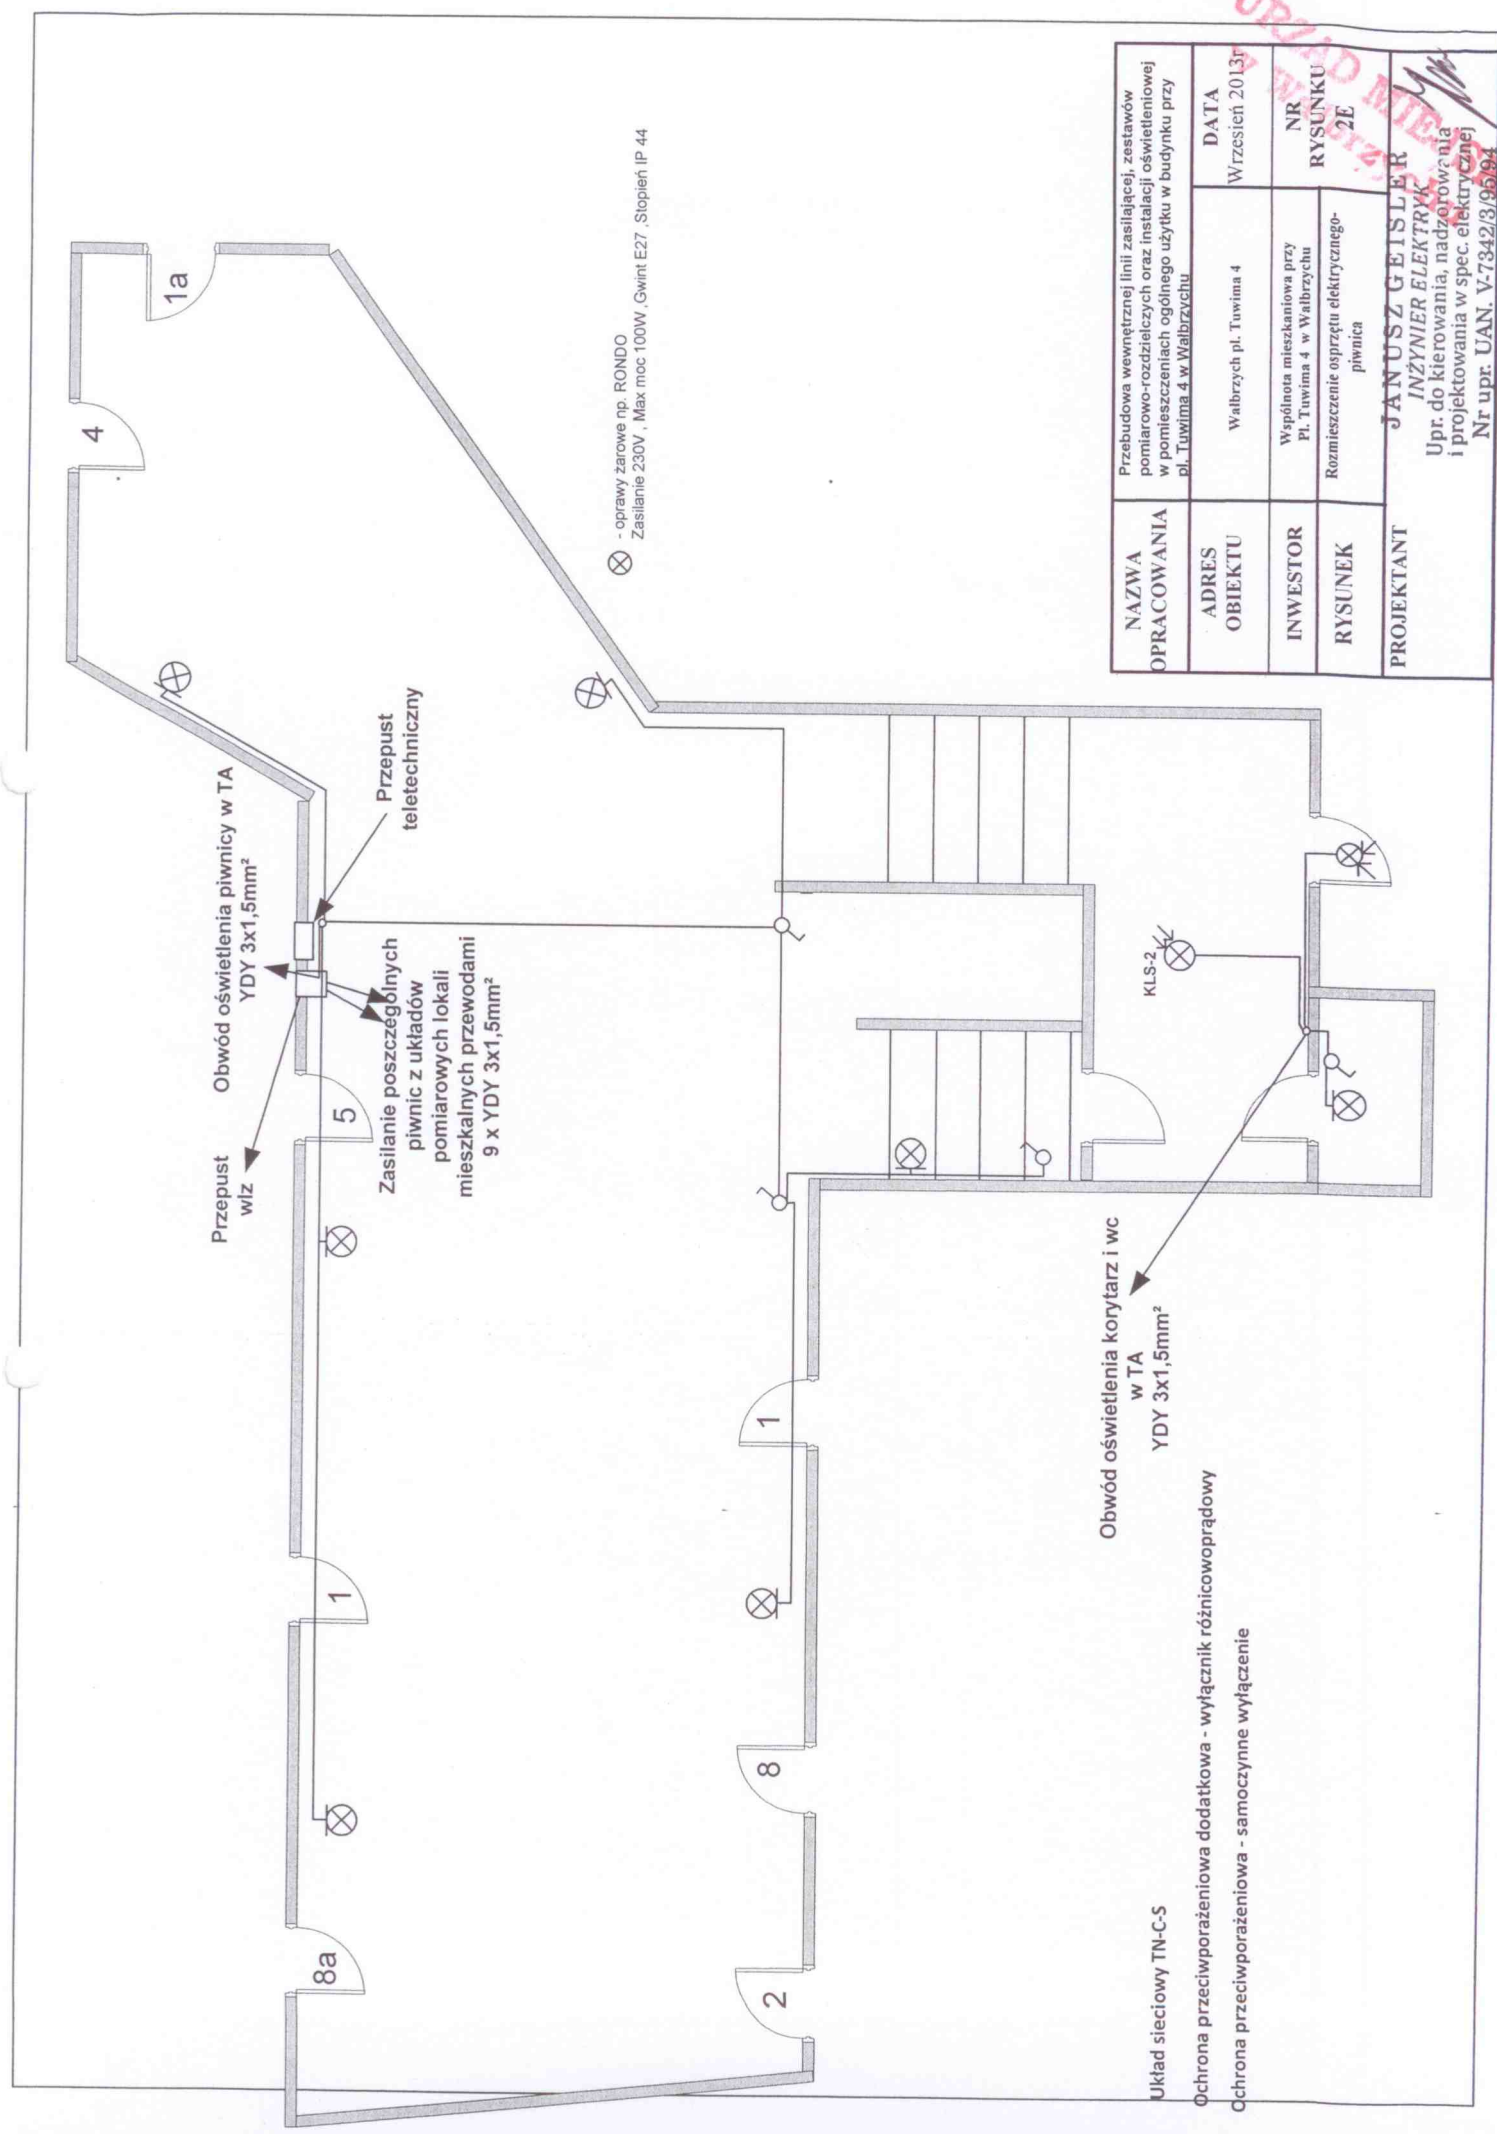 4
1a
Obwód oświetlenia piwnicy w TA
YDY 3x1,5mm²
Przepust
wlz
Przepust
teletechniczny
5
Zasilanie poszczególnych
piwnic z układów
pomiarowych lokali
mieszkalnych przewodami
9 x YDY 3x1,5mm²
1
8a
- oprawy żarowe np. RONDO
Zasilanie 230V , Max moc 100W ,Gwint E27 ,Stopień IP 44
1
8
2
KLS-2
Obwód oświetlenia korytarz i wc
w TA
YDY 3x1,5mm²
Układ sieciowy TN-C-S
Ochrona przeciwporażeniowa dodatkowa - wyłącznik różnicowoprądowy
Ochrona przeciwporażeniowa - samoczynne wyłączenie
NAZWA
OPRACOWANIA
Przebudowa wewnętrznej linii zasilającej, zestawów
pomiarowo-rozdzielczych oraz instalacji oświetleniowej
w pomieszczeniach ogólnego użytku w budynku przy
pl. Tuwima 4 w Wałbrzychu
ADRES
OBIEKTU
Wałbrzych pl. Tuwima 4
DATA
Wrzesień 2013r
INWESTOR
Wspólnota mieszkaniowa przy
Pl. Tuwima 4 w Wałbrzychu
NR
RYSUNKU
2E
RYSUNEK
Rozmieszczenie osprzętu elektrycznego-
piwnica
PROJEKTANT
JANUSZ GEISLER
INŻYNIER ELEKTRYK
Upr. do kierowania, nadzorowania
i projektowania w spec. elektrycznej
Nr upr. UAN. V-7342/3/95/94
URZĄD MIEJSKI
w Wałbrzychu